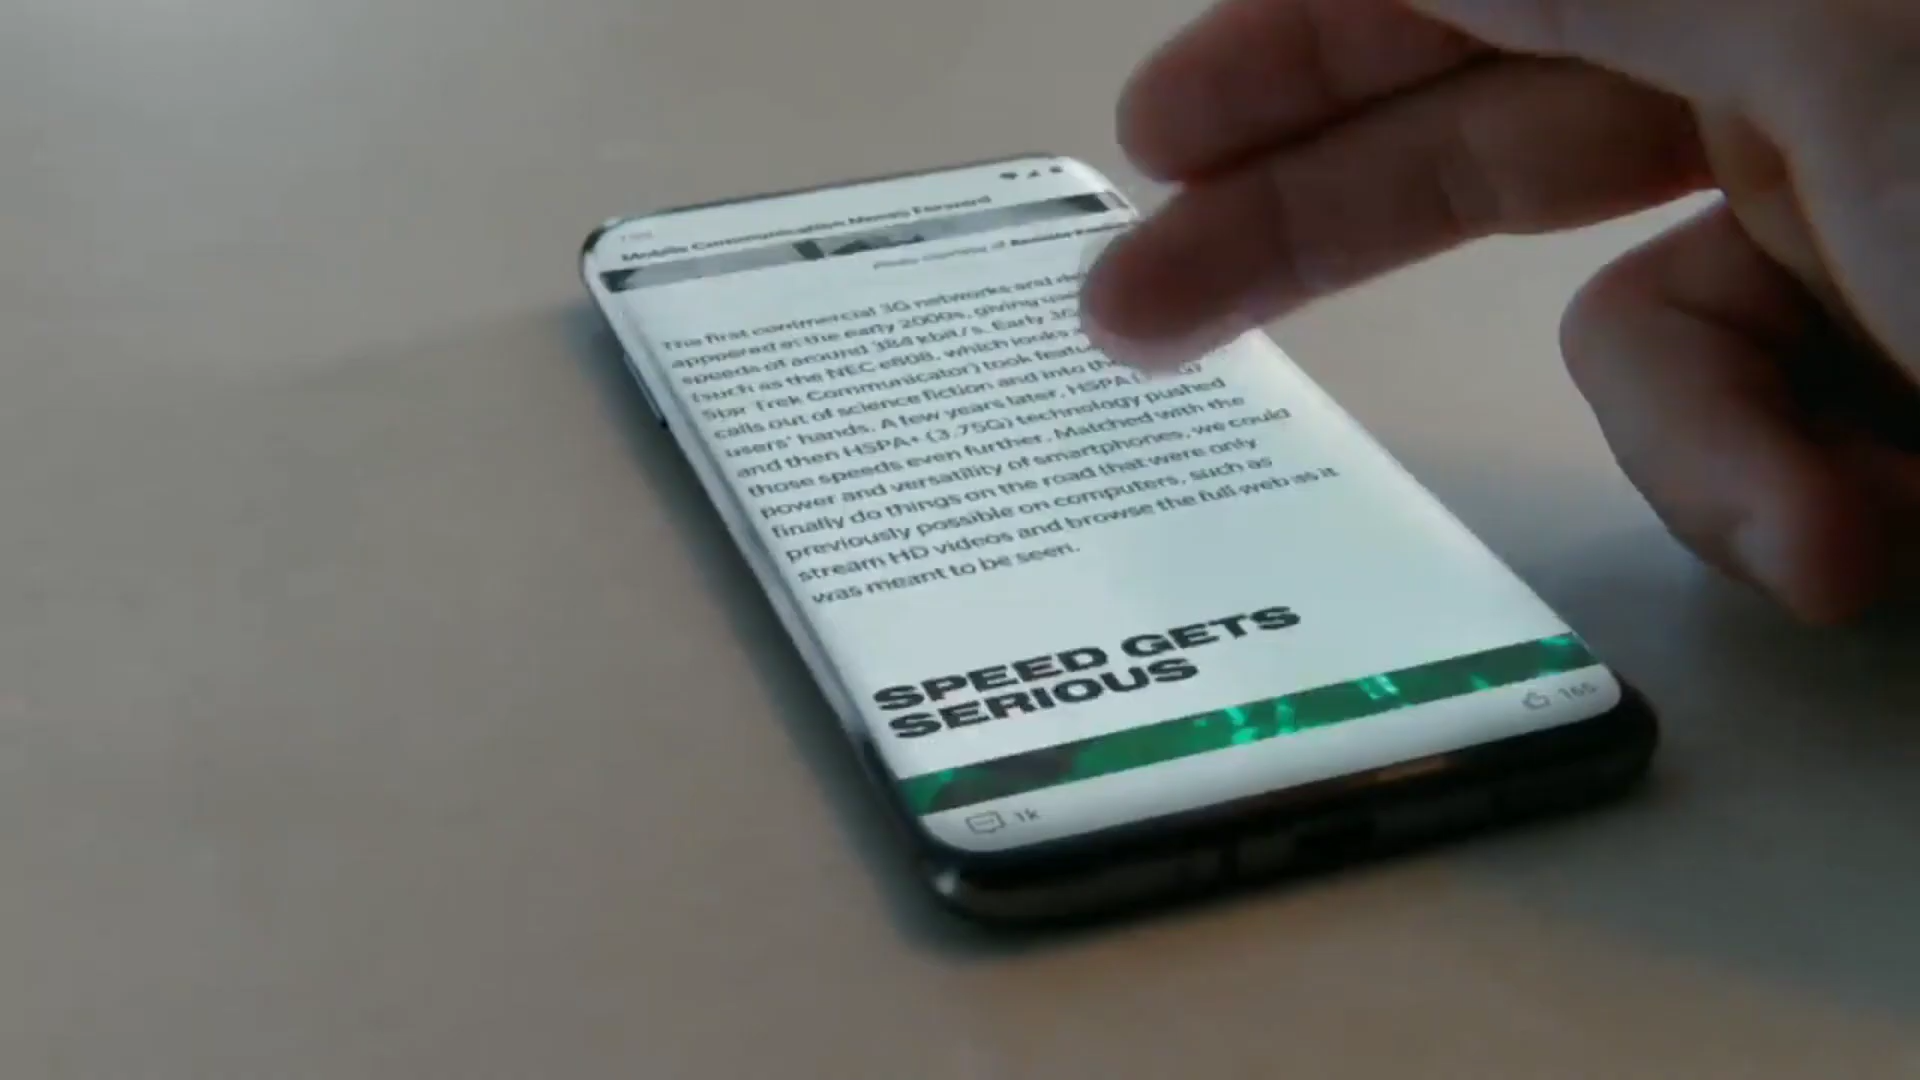 Mobile Communication Moves Forward
Photo courtesy of
The first commercial 3G networks and
appeared in the early 2000s, giving
speeds of around 384 kbit/s. Early 3G
(such as the NEC e808, which looks
Star Trek Communicator) took
calls out of science fiction and into
users' hands. A few years later, HSPA
and then HSPA+ (3.75G) technology pushed
those speeds even further. Matched with the
power and versatility of smartphones, we could
finally do things on the road that were only
previously possible on computers, such as
stream HD videos and browse the full web as it
was meant to be seen.
SPEED GETS
SERIOUS
1k
165